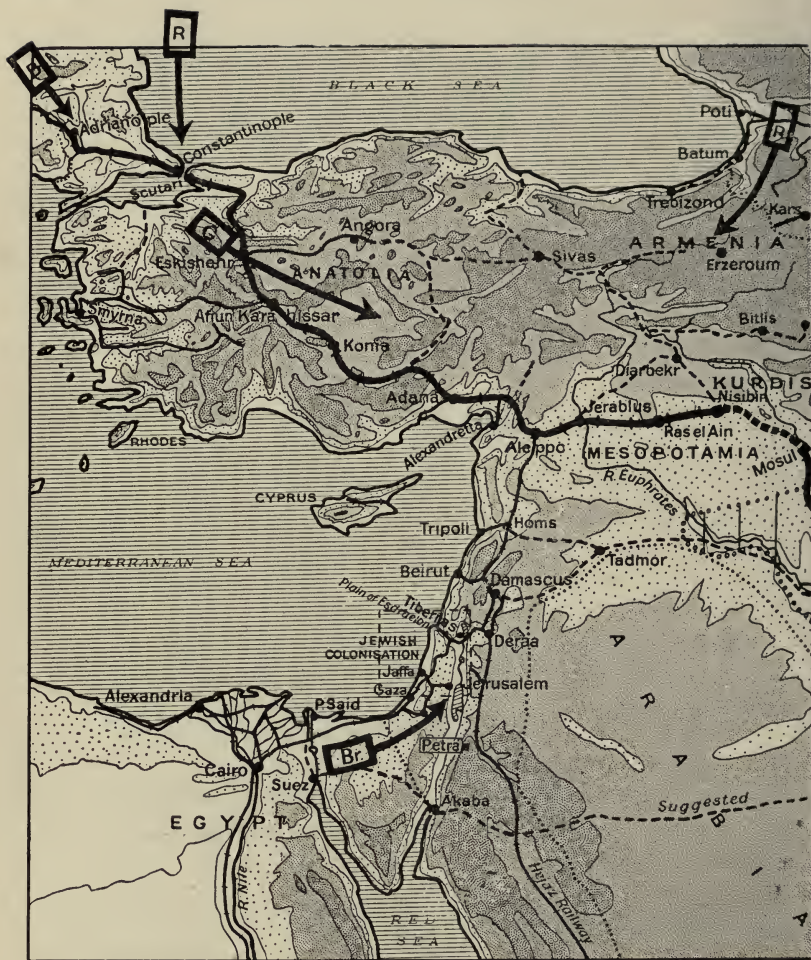 R
B
BLACK SEA
Adrianople
Constantinople
Scutari
Poti
R
Batum
Trebizond
Kars
G
Angora
Eskishehr
ANATOLIA
Sivas
ARMENIA
Erzeroum
Smyrna
Afiun Kara hissar
Bitlis
Konia
Diarbekr
KURDIS
Nisibin
Adana
Jerablus
Ras el Ain
Alexandretta
Aleppo
MESOPOTAMIA
Mosul
RHODES
R. Euphrates
CYPRUS
Tripoli
Homs
MEDITERRANEAN SEA
Tadmor
Beirut
Damascus
Tiberias
Plain of Esdraelon
JEWISH
COLONISATION
Deraa
Jaffa
Gaza
Jerusalem
Alexandria
P. Said
Br.
Petra
Cairo
Suez
Akaba
Suggested
EGYPT
R. Nile
Hejaz Railway
RED
SEA
ARABIA